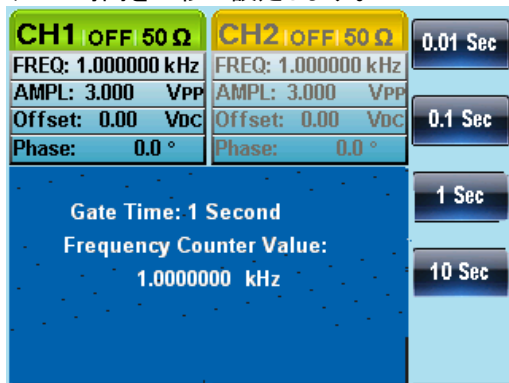 CH1 OFF 50 Ω
FREQ: 1.000000 kHz
AMPL: 3.000 VPP
Offset: 0.00 VDC
Phase: 0.0 °
CH2 OFF 50 Ω
FREQ: 1.000000 kHz
AMPL: 3.000 VPP
Offset: 0.00 VDC
Phase: 0.0 °
Gate Time: 1 Second
Frequency Counter Value:
1.0000000 kHz
0.01 Sec
0.1 Sec
1 Sec
10 Sec